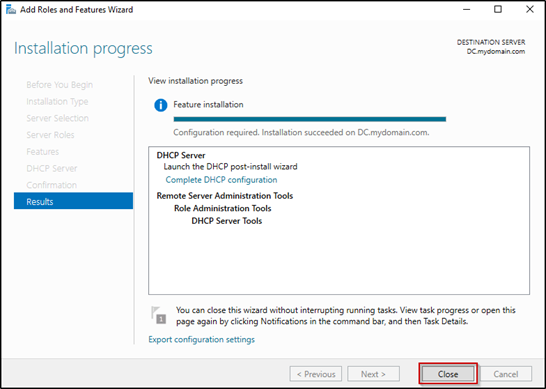 Add Roles and Features Wizard
Installation progress
DESTINATION SERVER
DC.mydomain.com
Before You Begin
Installation Type
Server Selection
Server Roles
Features
DHCP Server
Confirmation
Results
View installation progress
Feature installation
Configuration required. Installation succeeded on DC.mydomain.com.
DHCP Server
Launch the DHCP post-install wizard
Complete DHCP configuration
Remote Server Administration Tools
Role Administration Tools
DHCP Server Tools
1
You can close this wizard without interrupting running tasks. View task progress or open this
page again by clicking Notifications in the command bar, and then Task Details.
Export configuration settings
< Previous
Next >
Close
Cancel